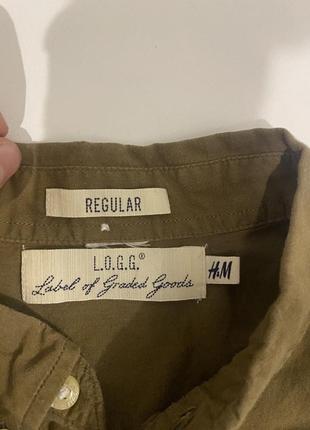 REGULAR
L.O.G.G.®
Label of Graded Goods
H&M